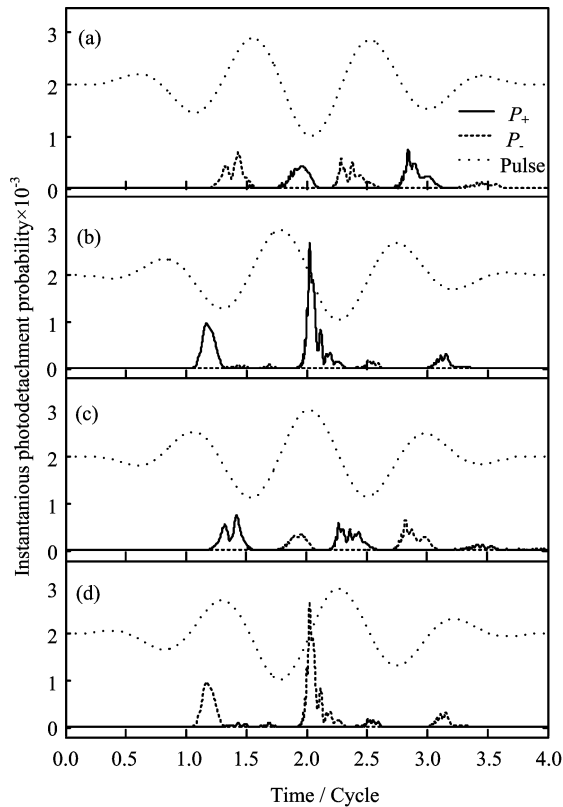 Instantanious photodetachment probability×10⁻³
(a)
3
2
1
0
P₊
P₋
Pulse
(b)
3
2
1
0
(c)
3
2
1
0
(d)
3
2
1
0
0.0 0.5 1.0 1.5 2.0 2.5 3.0 3.5 4.0
Time / Cycle